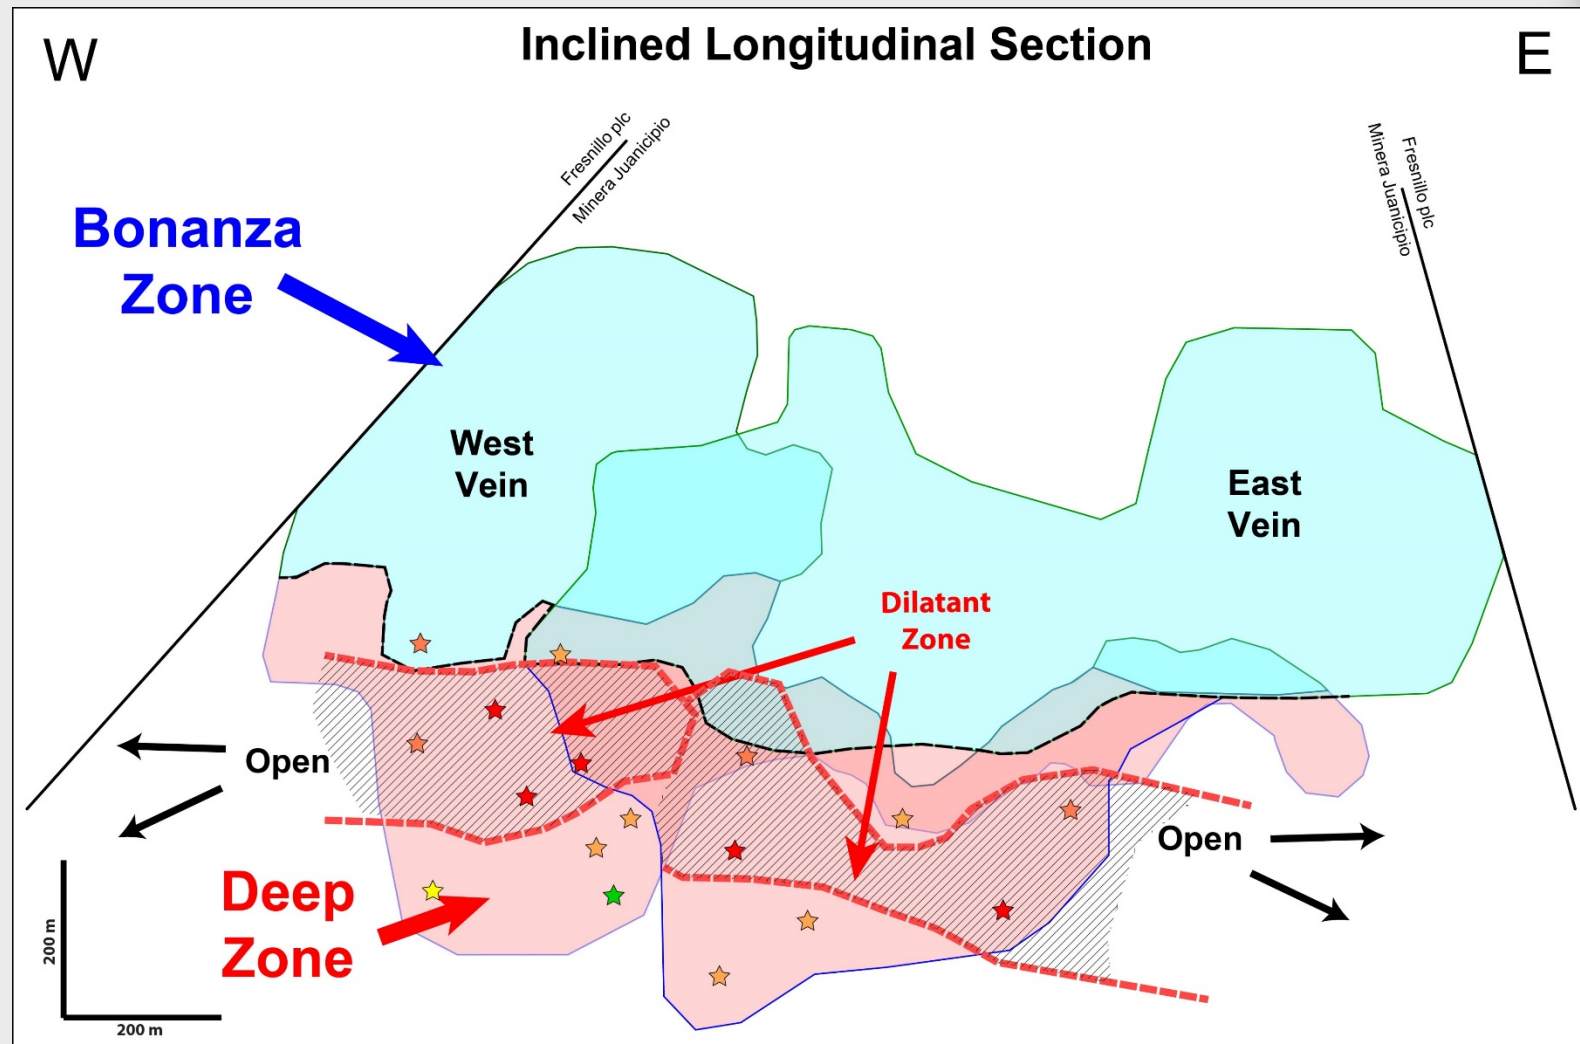 Inclined Longitudinal Section
W
E
Fresnillo plc
Minera Juanicipio
Fresnillo plc
Minera Juanicipio
Bonanza
Zone
West
Vein
East
Vein
Dilatant
Zone
Open
Open
Deep
Zone
200 m
200 m